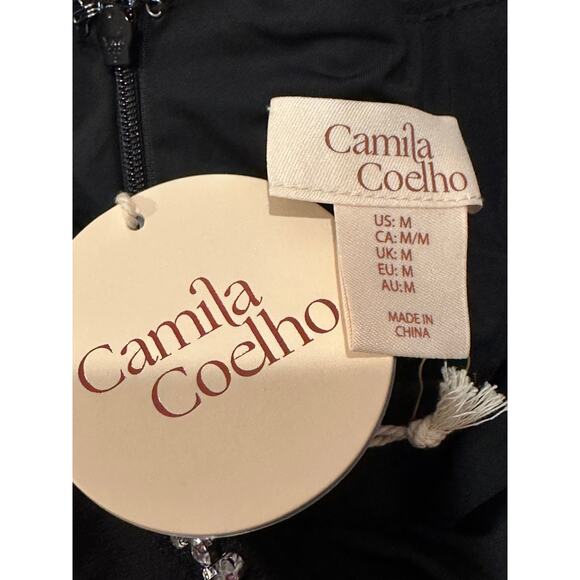 Camila
Coelho
US: M
CA: M/M
UK: M
EU: M
AU: M
MADE IN
CHINA
Camila
Coelho